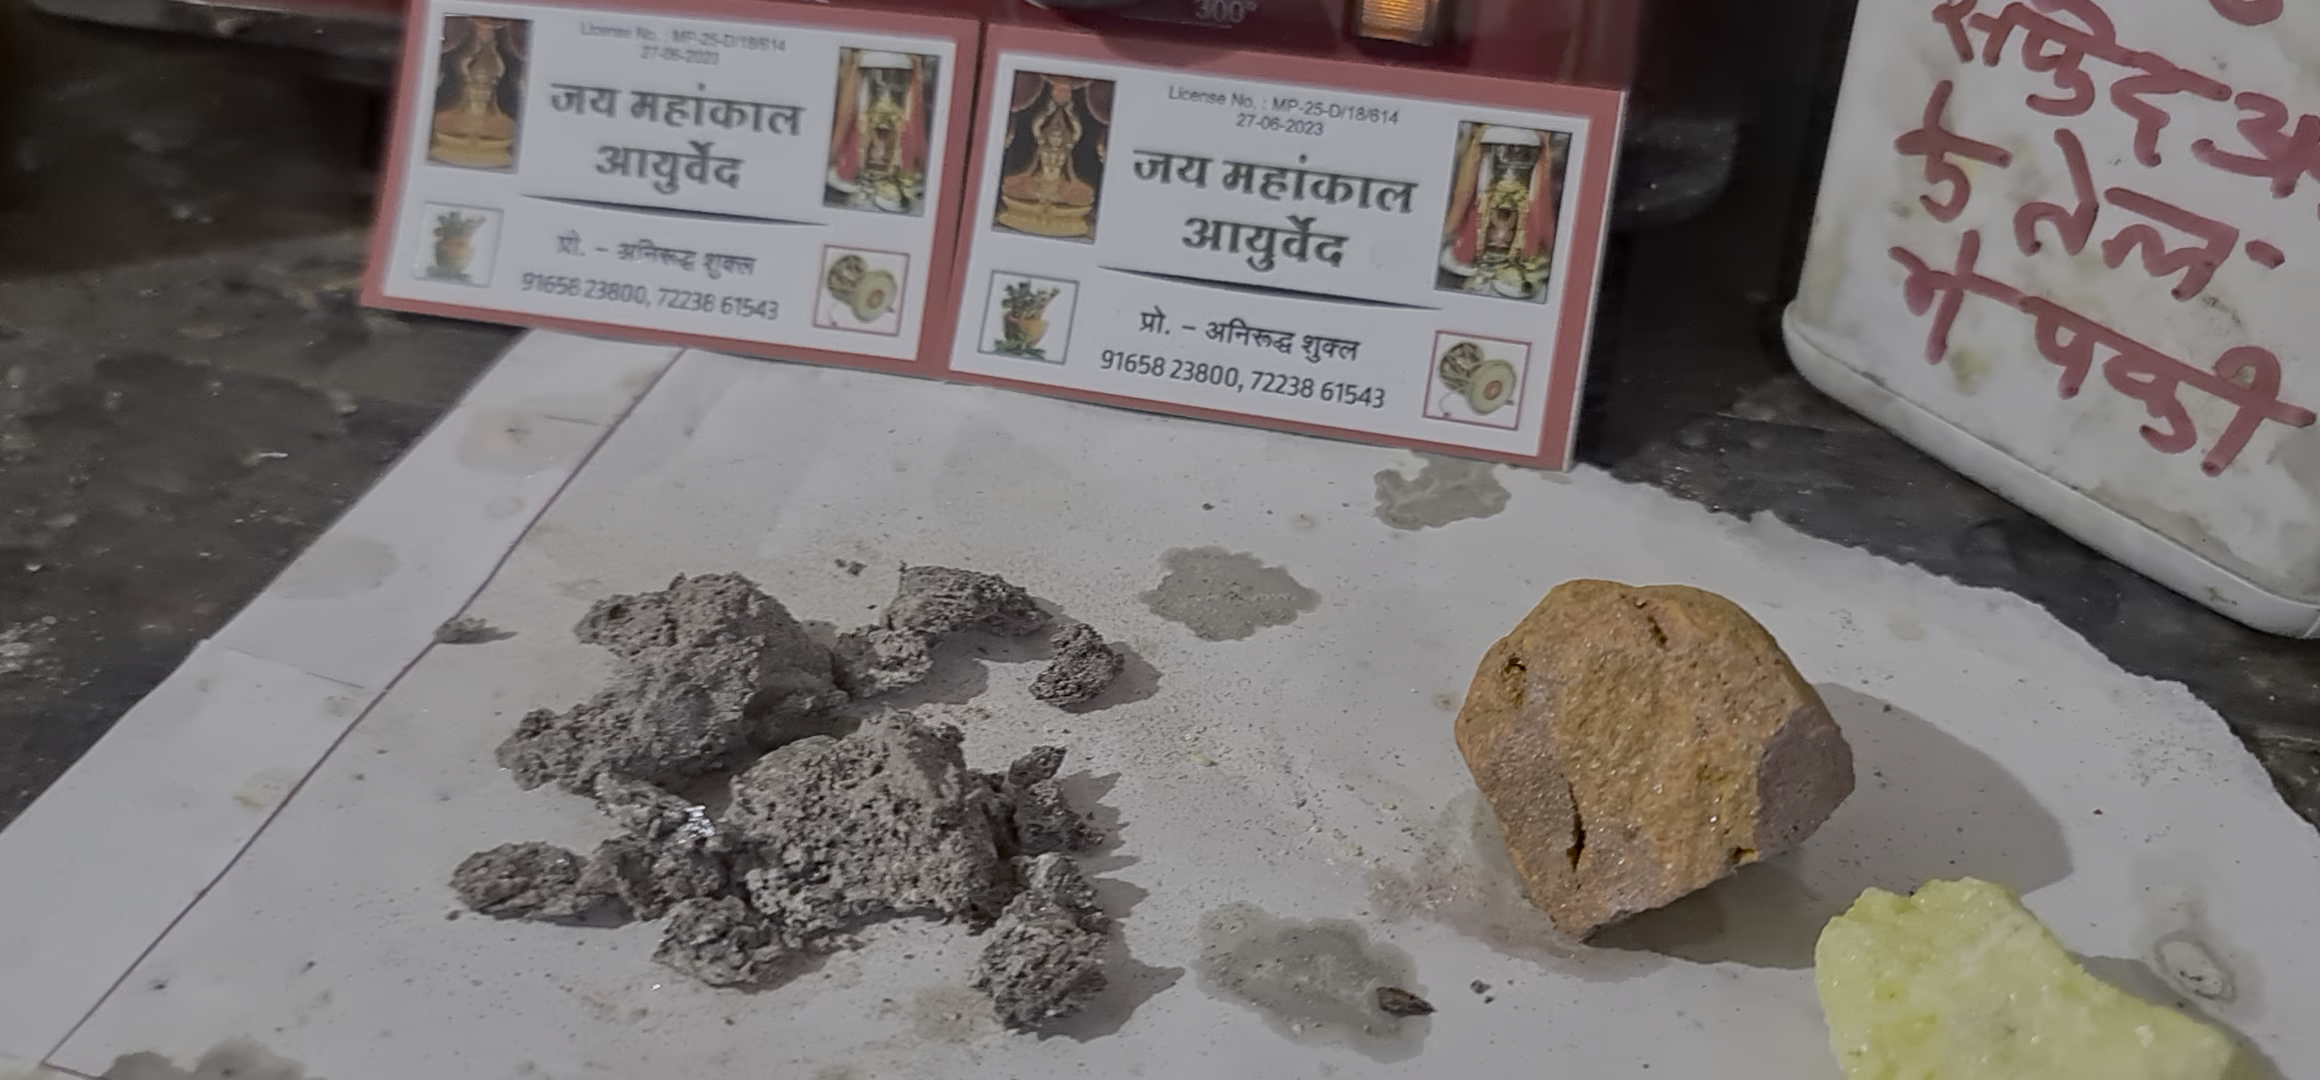 300°
License No. : MP-25-D/18/614
27-06-2023
जय महांकाल
आयुर्वेद
प्रो. - अनिरूद्ध शुक्ल
91658 23800, 72238 61543
License No. : MP-25-D/18/614
27-06-2023
जय महांकाल
आयुर्वेद
प्रो. - अनिरूद्ध शुक्ल
91658 23800, 72238 61543
के तेल
में पकी